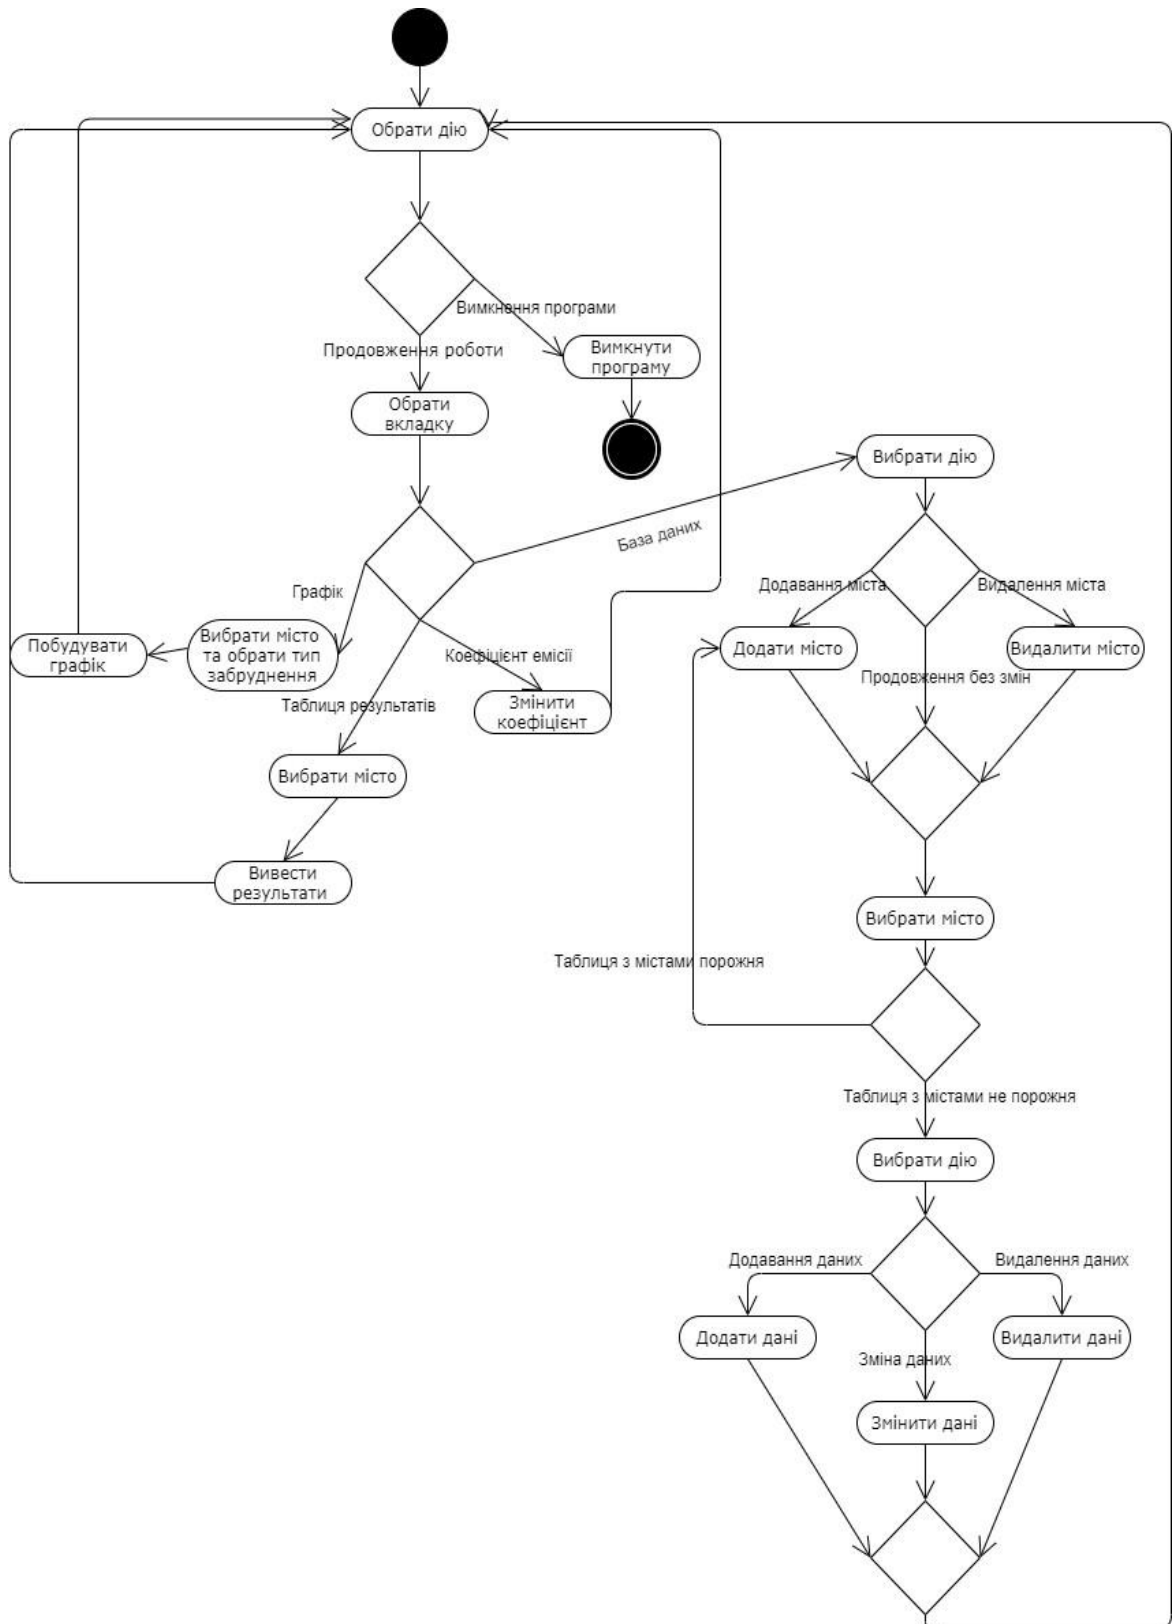 Обрати дію
Вимкнення програми
Продовження роботи
Вимкнути
програму
Обрати
вкладку
Вибрати дію
База даних
Графік
Додавання міста
Видалення міста
Побудувати
графік
Вибрати місто
та обрати тип
забруднення
Коефіцієнт емісії
Додати місто
Видалити місто
Продовження без змін
Таблиця результатів
Змінити
коефіцієнт
Вибрати місто
Вивести
результати
Вибрати місто
Таблиця з містами порожня
Таблиця з містами не порожня
Вибрати дію
Додавання даних
Видалення даних
Додати дані
Видалити дані
Зміна даних
Змінити дані